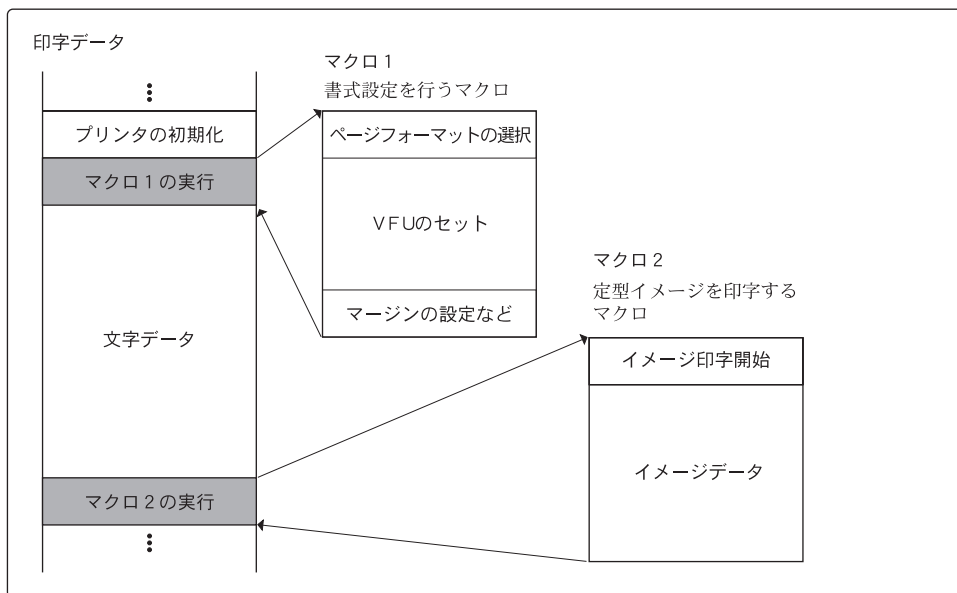 印字データ
プリンタの初期化
マクロ1の実行
文字データ
マクロ2の実行
マクロ1
書式設定を行うマクロ
ページフォーマットの選択
VFUのセット
マージンの設定など
マクロ2
定型イメージを印字する
マクロ
イメージ印字開始
イメージデータ